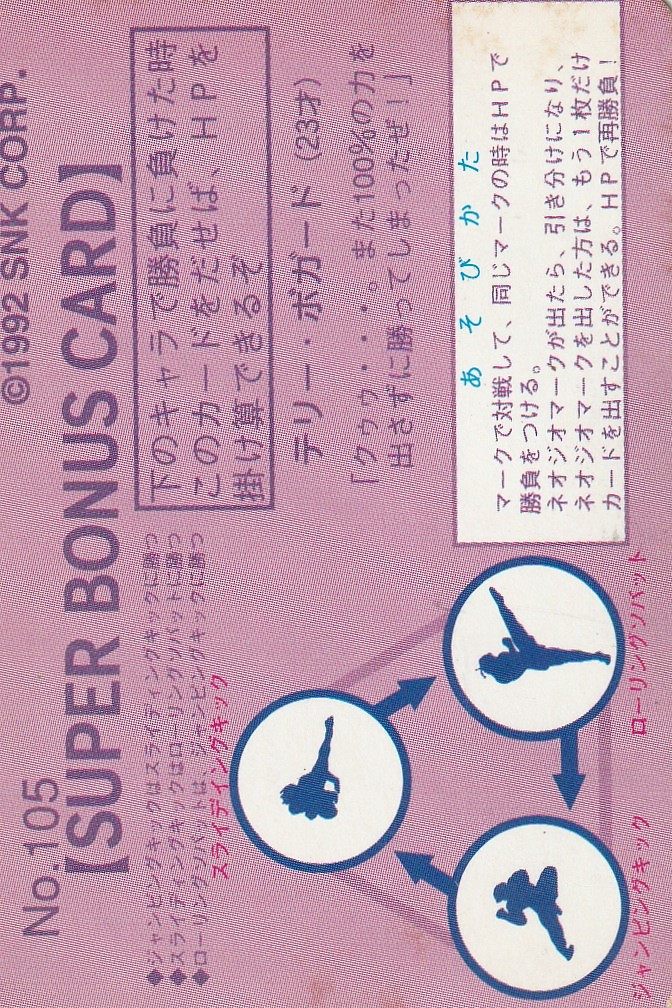 No.105
©1992 SNK CORP.
【SUPER BONUS CARD】
◆ジャンピングキックはスライディングキックに勝つ
◆スライディングキックはローリングソバットに勝つ
◆ローリングソバットは、ジャンピングキックに勝つ
下のキャラで勝負に負けた時
このカードをだせば、HPを
掛け算できるぞ
テリー・ボガード (23才)
「クゥゥ・・・。また100%の力を
出さずに勝ってしまったぜ!」
スライディングキック
ジャンピングキック
ローリングソバット
あそびかた
マークで対戦して、同じマークの時はHPで
勝負をつける。
ネオジオマークが出たら、引き分けになり、
ネオジオマークを出した方は、もう1枚だけ
カードを出すことができる。HPで再勝負!